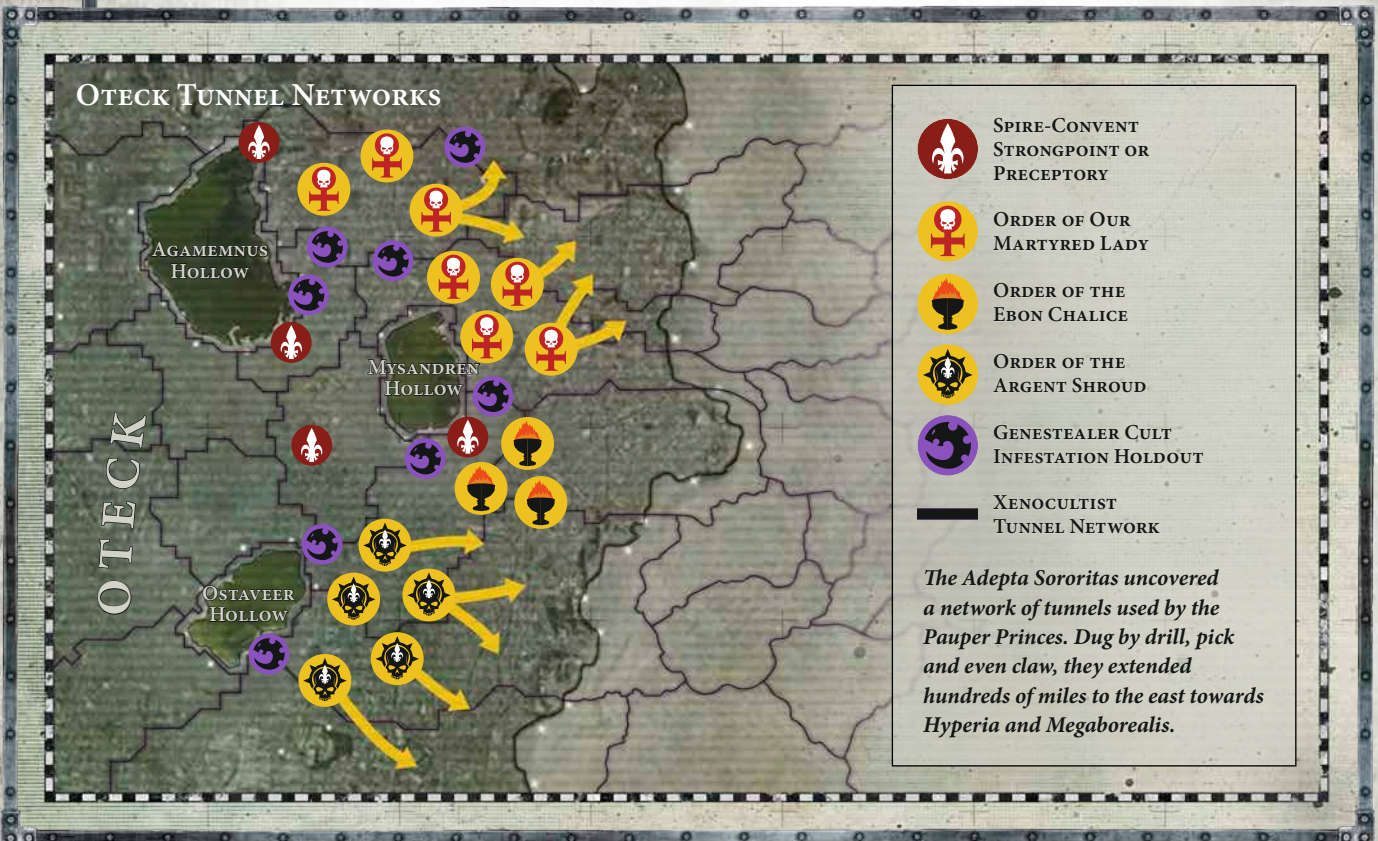 Oteck Tunnel Networks
Agamemnus
Hollow
Mysandren
Hollow
OTECK
Ostaveer
Hollow
Spire-Convent
Strongpoint or
Preceptory
Order of Our
Martyred Lady
Order of the
Ebon Chalice
Order of the
Argent Shroud
Genestealer Cult
Infestation Holdout
Xenocultist
Tunnel Network
The Adepta Sororitas uncovered
a network of tunnels used by the
Pauper Princes. Dug by drill, pick
and even claw, they extended
hundreds of miles to the east towards
Hyperia and Megaborealis.